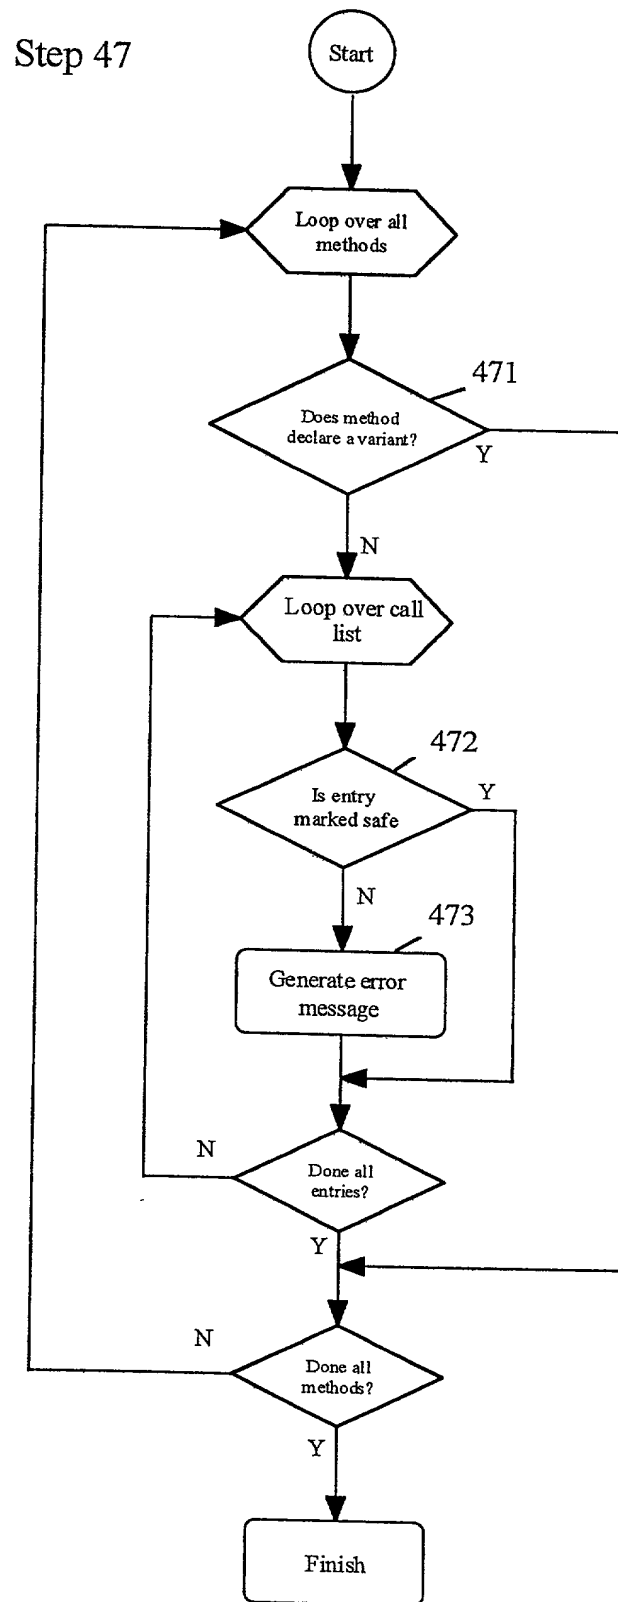 Step 47
Start
Loop over all
methods
471
Does method
declare a variant?
Y
N
Loop over call
list
472
Is entry
marked safe
Y
N
473
Generate error
message
N
Done all
entries?
Y
N
Done all
methods?
Y
Finish